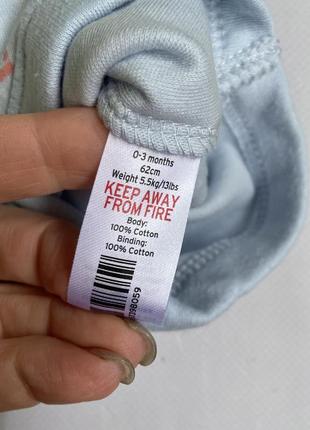 0-3 months
62cm
Weight 5.5kg/13lbs
KEEP AWAY
FROM FIRE
Body:
100% Cotton
Binding:
100% Cotton